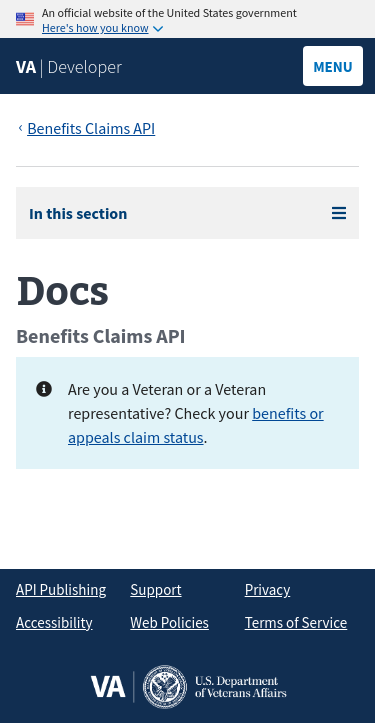 An official website of the United States government
Here's how you know
VA | Developer
MENU
‹ Benefits Claims API
In this section
Docs
Benefits Claims API
Are you a Veteran or a Veteran
representative? Check your benefits or
appeals claim status.
API Publishing Support Privacy
Accessibility Web Policies Terms of Service
VA | U.S. Department
of Veterans Affairs